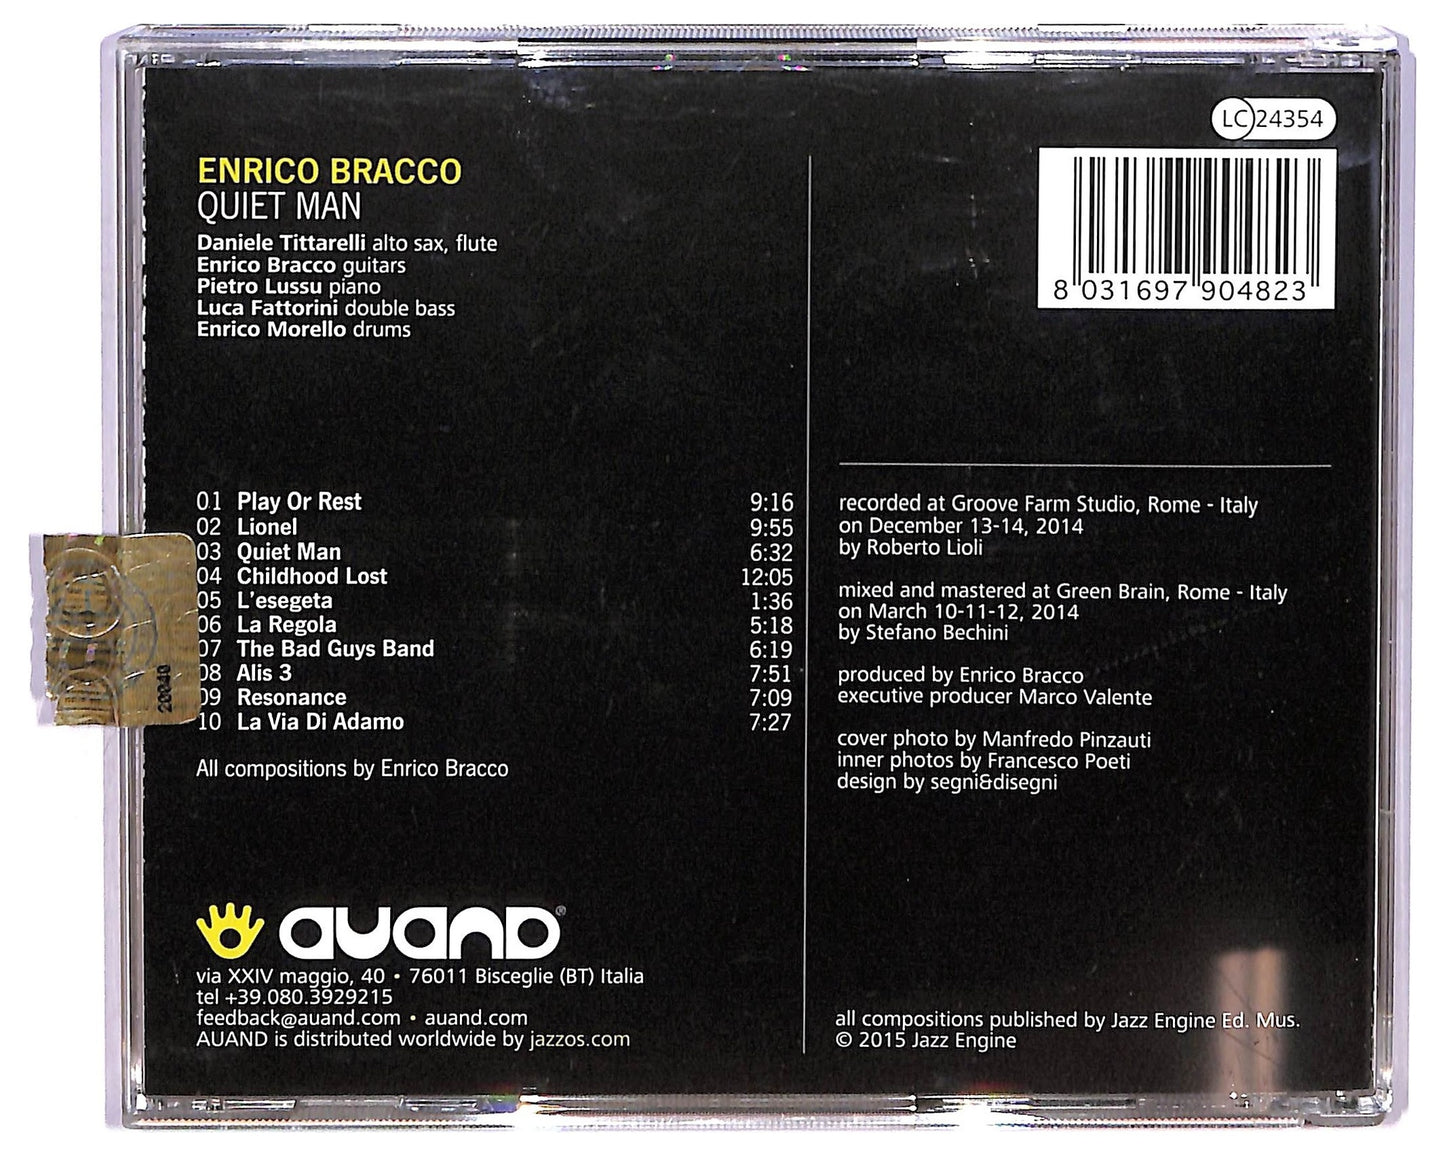 LC 24354
ENRICO BRACCO
QUIET MAN
Daniele Tittarelli alto sax, flute
Enrico Bracco guitars
Pietro Lussu piano
Luca Fattorini double bass
Enrico Morello drums
8 031697 904823
01 Play Or Rest 9:16
02 Lionel 9:55
03 Quiet Man 6:32
04 Childhood Lost 12:05
05 L'esegeta 1:36
06 La Regola 5:18
07 The Bad Guys Band 6:19
08 Alis 3 7:51
09 Resonance 7:09
10 La Via Di Adamo 7:27
All compositions by Enrico Bracco
recorded at Groove Farm Studio, Rome - Italy
on December 13-14, 2014
by Roberto Lioli
mixed and mastered at Green Brain, Rome - Italy
on March 10-11-12, 2014
by Stefano Bechini
produced by Enrico Bracco
executive producer Marco Valente
cover photo by Manfredo Pinzauti
inner photos by Francesco Poeti
design by segni&disegni
AUAND®
via XXIV maggio, 40 • 76011 Bisceglie (BT) Italia
tel +39.080.3929215
feedback@auand.com • auand.com
AUAND is distributed worldwide by jazzos.com
all compositions published by Jazz Engine Ed. Mus.
© 2015 Jazz Engine